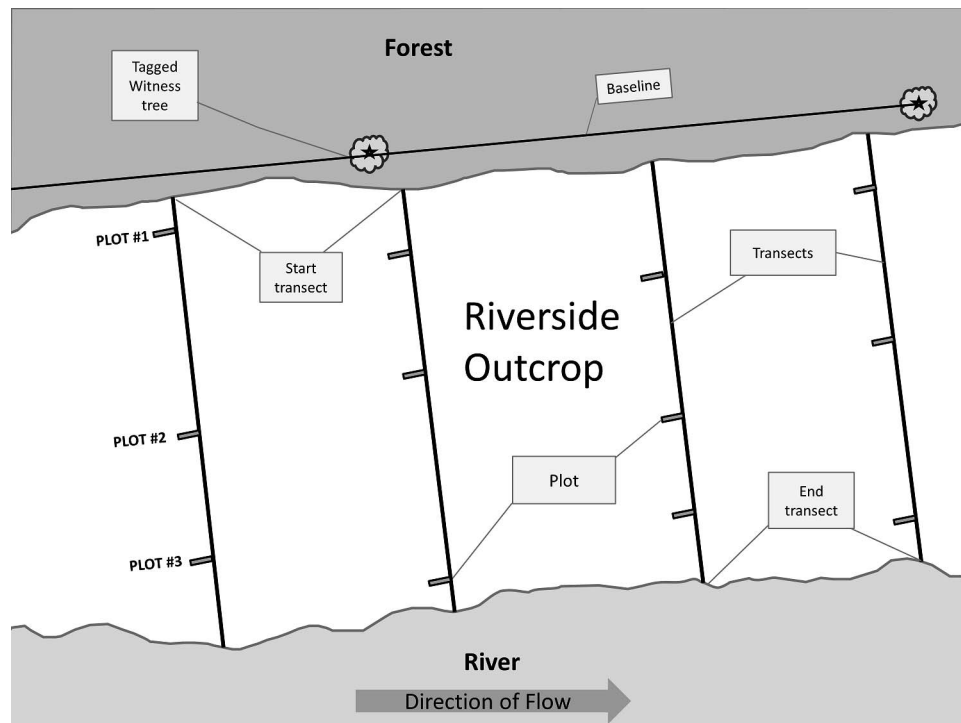 Forest
Tagged
Witness
tree
Baseline
PLOT #1
Start
transect
Transects
Riverside
Outcrop
PLOT #2
Plot
End
transect
PLOT #3
River
Direction of Flow